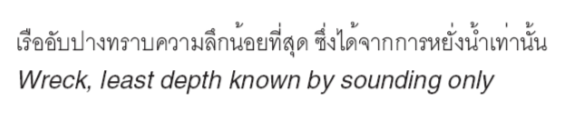 เรืออับปางทราบความลึกน้อยที่สุด ซึ่งได้จากการหยั่งน้ำเท่านั้น
Wreck, least depth known by sounding only